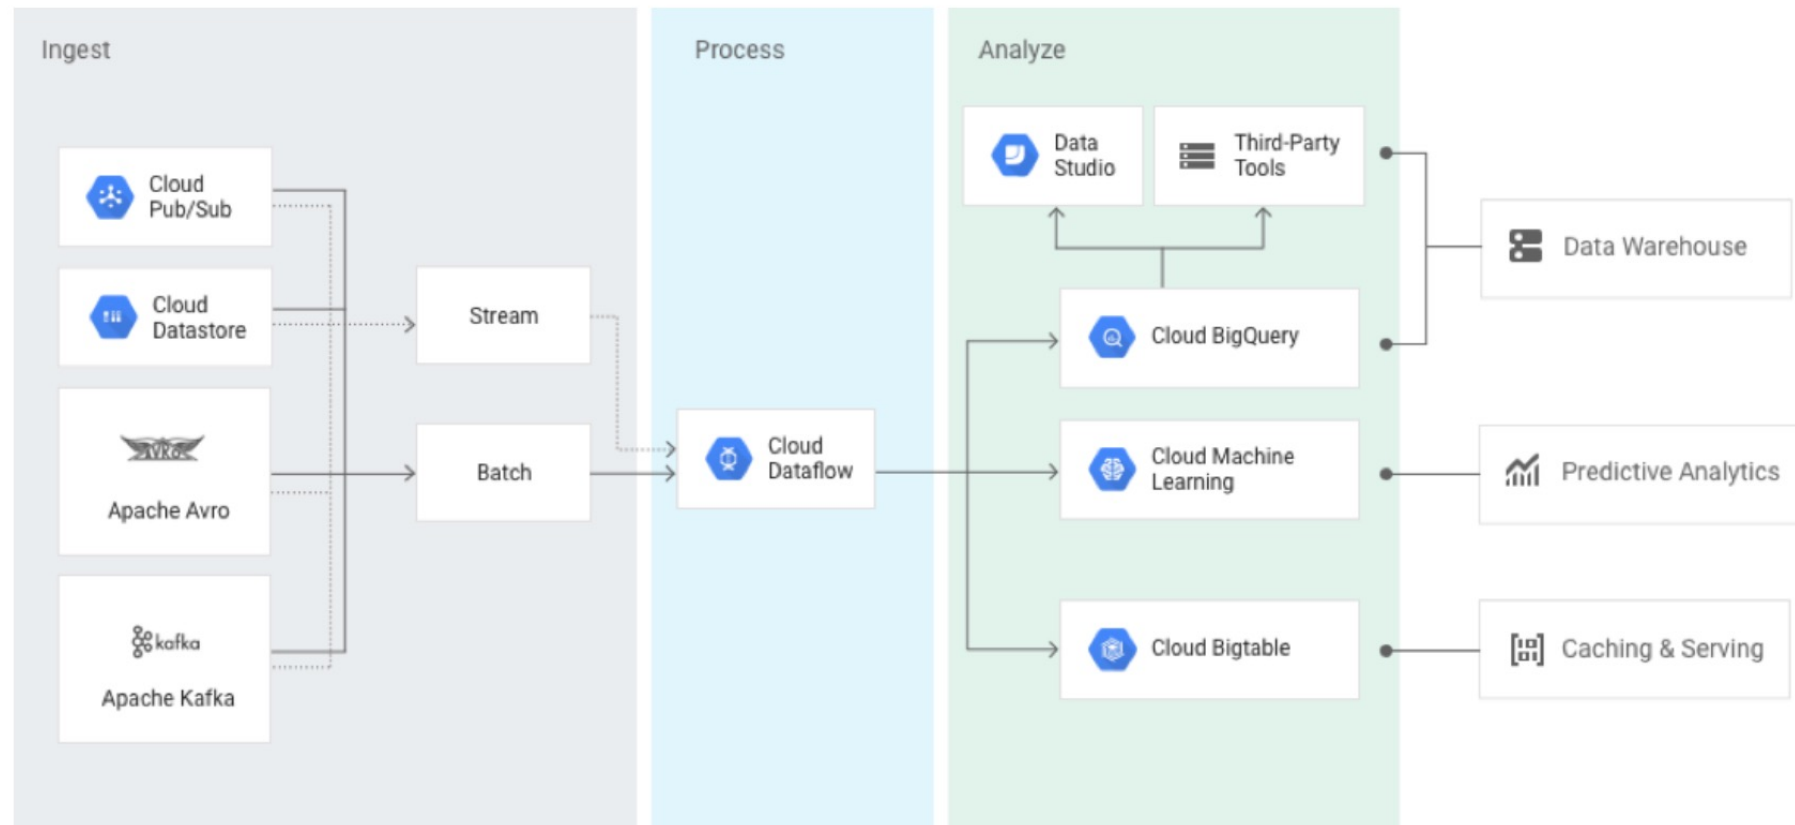 Ingest
Process
Analyze
Cloud
Pub/Sub
Cloud
Datastore
AVRO
Apache Avro
kafka
Apache Kafka
Stream
Batch
Cloud
Dataflow
Data
Studio
Third-Party
Tools
Cloud BigQuery
Cloud Machine
Learning
Cloud Bigtable
Data Warehouse
Predictive Analytics
Caching & Serving